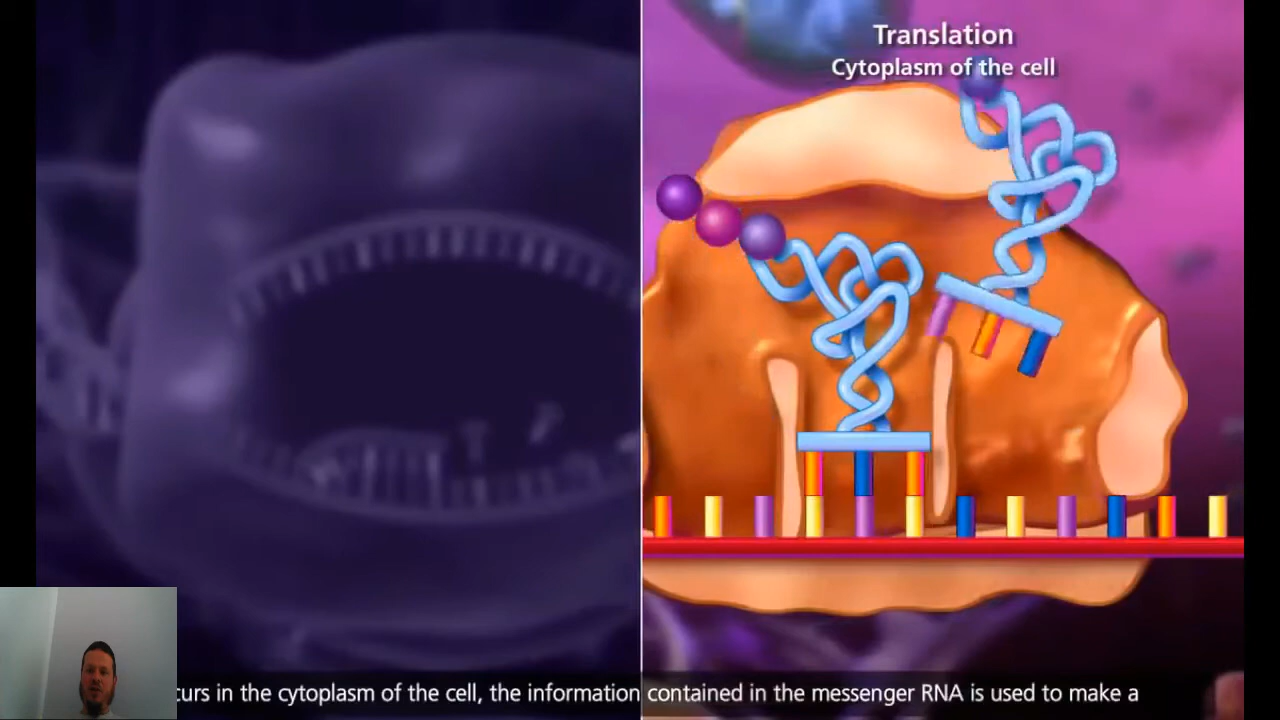 Translation
Cytoplasm of the cell
curs in the cytoplasm of the cell, the information contained in the messenger RNA is used to make a